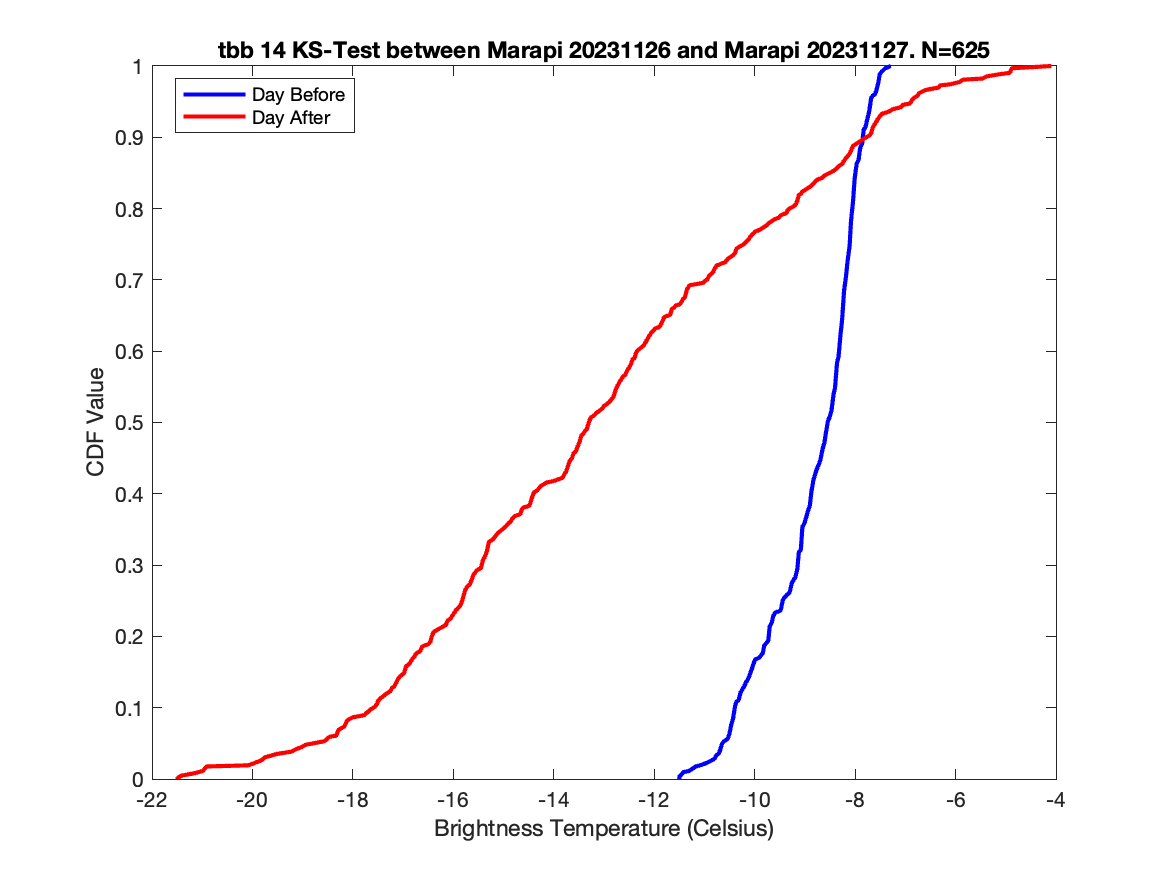 tbb 14 KS-Test between Marapi 20231126 and Marapi 20231127. N=625
Day Before
Day After
CDF Value
1
0.9
0.8
0.7
0.6
0.5
0.4
0.3
0.2
0.1
0
-22 -20 -18 -16 -14 -12 -10 -8 -6 -4
Brightness Temperature (Celsius)